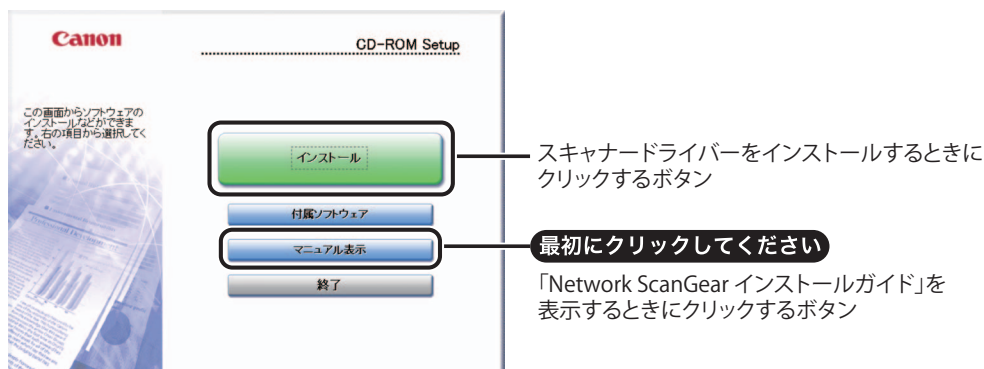 Canon
CD-ROM Setup
この画面からソフトウェアの
インストールなどができま
す。右の項目から選択してく
ださい。
インストール
スキャナードライバーをインストールするときに
クリックするボタン
付属ソフトウェア
マニュアル表示
最初にクリックしてください
「Network ScanGear インストールガイド」を
表示するときにクリックするボタン
終了